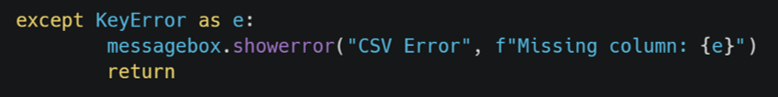 except KeyError as e:
        messagebox.showerror("CSV Error", f"Missing column: {e}")
        return